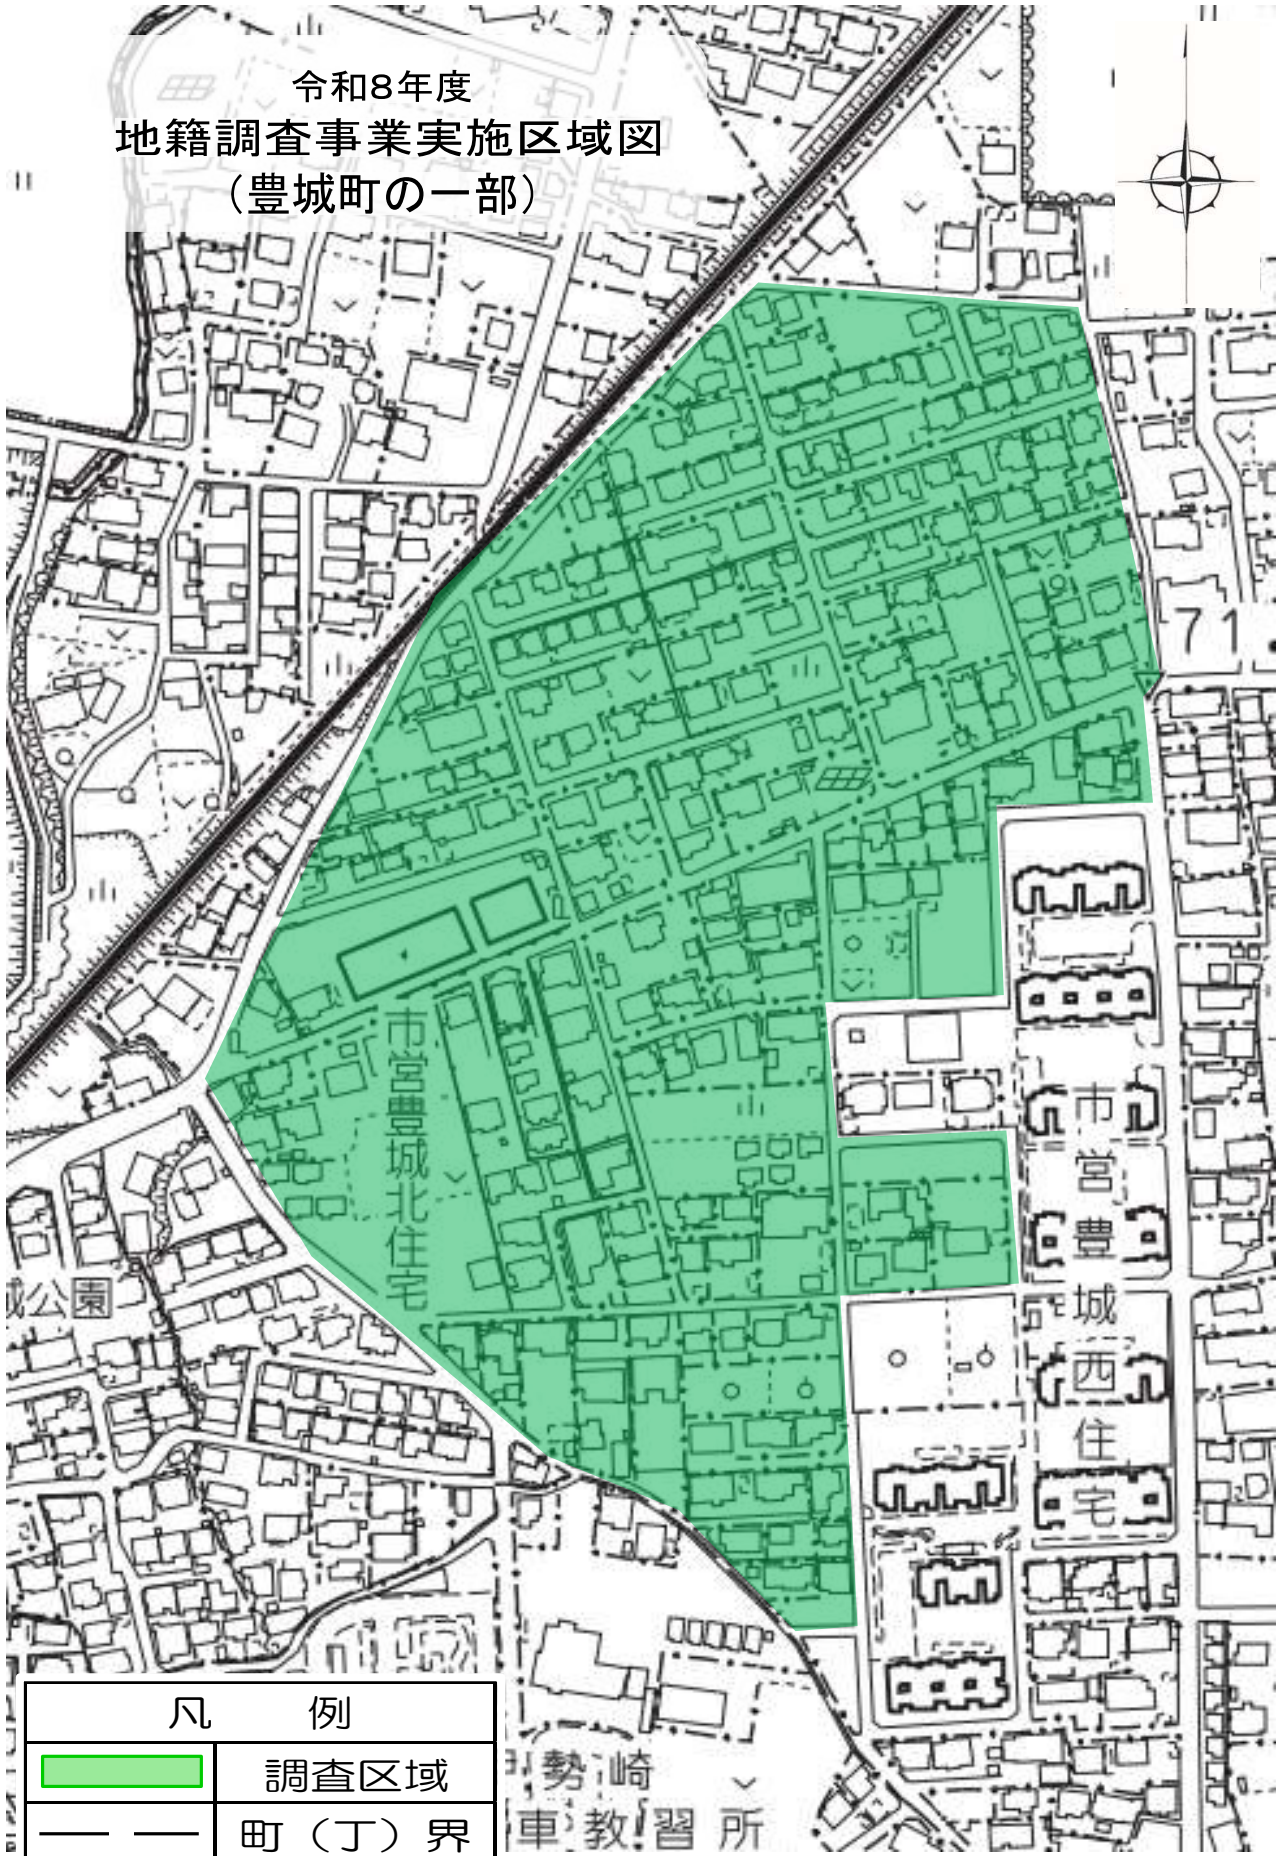 令和8年度
地籍調査事業実施区域図
(豊城町の一部)
71
市営豊城北住宅
市営豊城西住宅
公園
勢崎
車教習所
凡 例
調査区域
町(丁)界